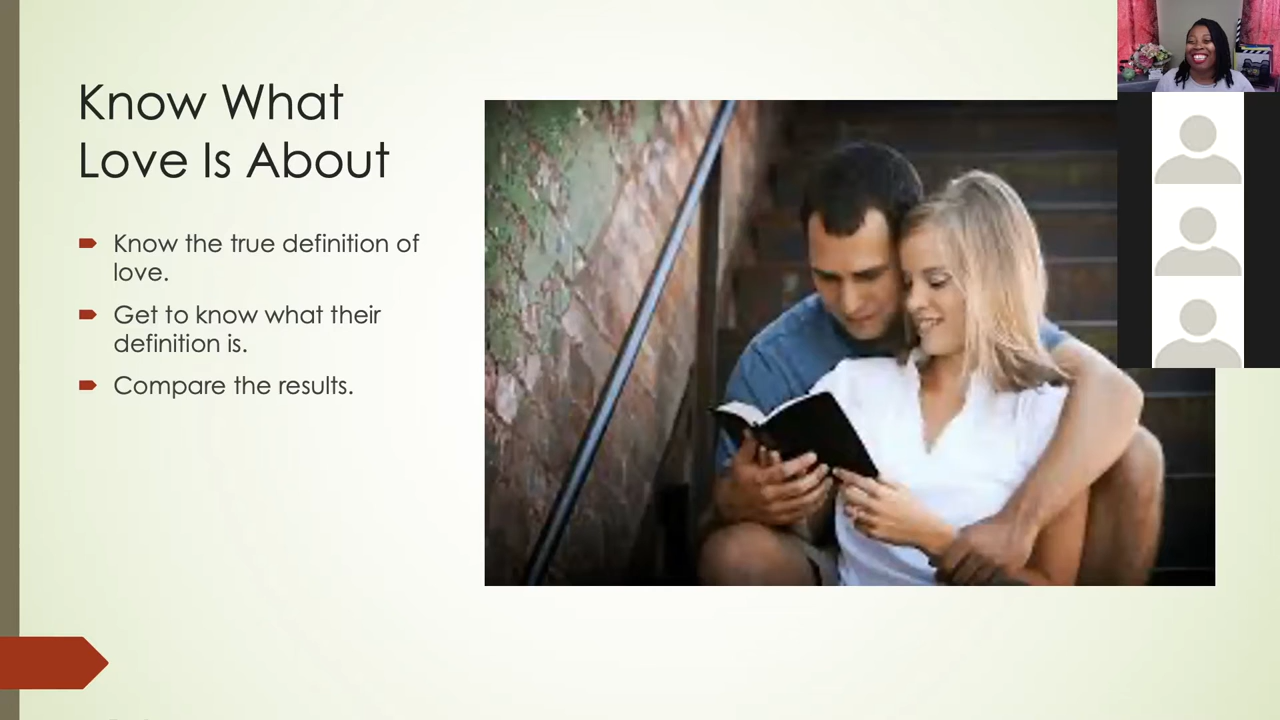 Know What
Love Is About
Know the true definition of
love.
Get to know what their
definition is.
Compare the results.